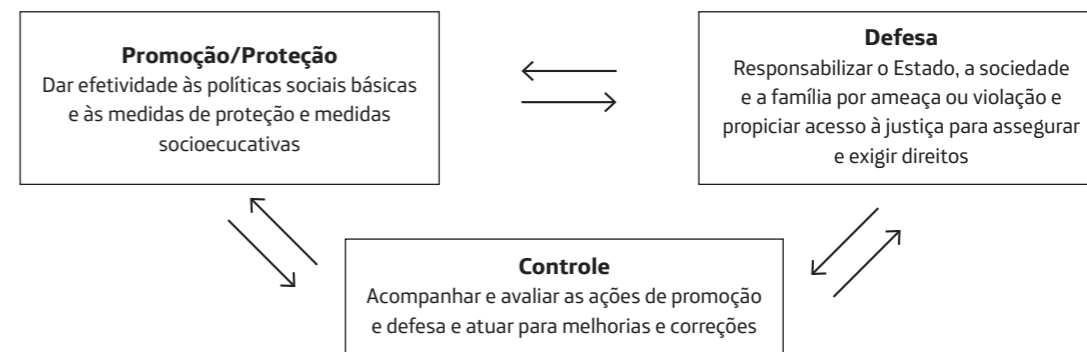 Promoção/Proteção
Dar efetividade às políticas sociais básicas
e às medidas de proteção e medidas
socioecucativas
Defesa
Responsabilizar o Estado, a sociedade
e a família por ameaça ou violação e
propiciar acesso à justiça para assegurar
e exigir direitos
Controle
Acompanhar e avaliar as ações de promoção
e defesa e atuar para melhorias e correções